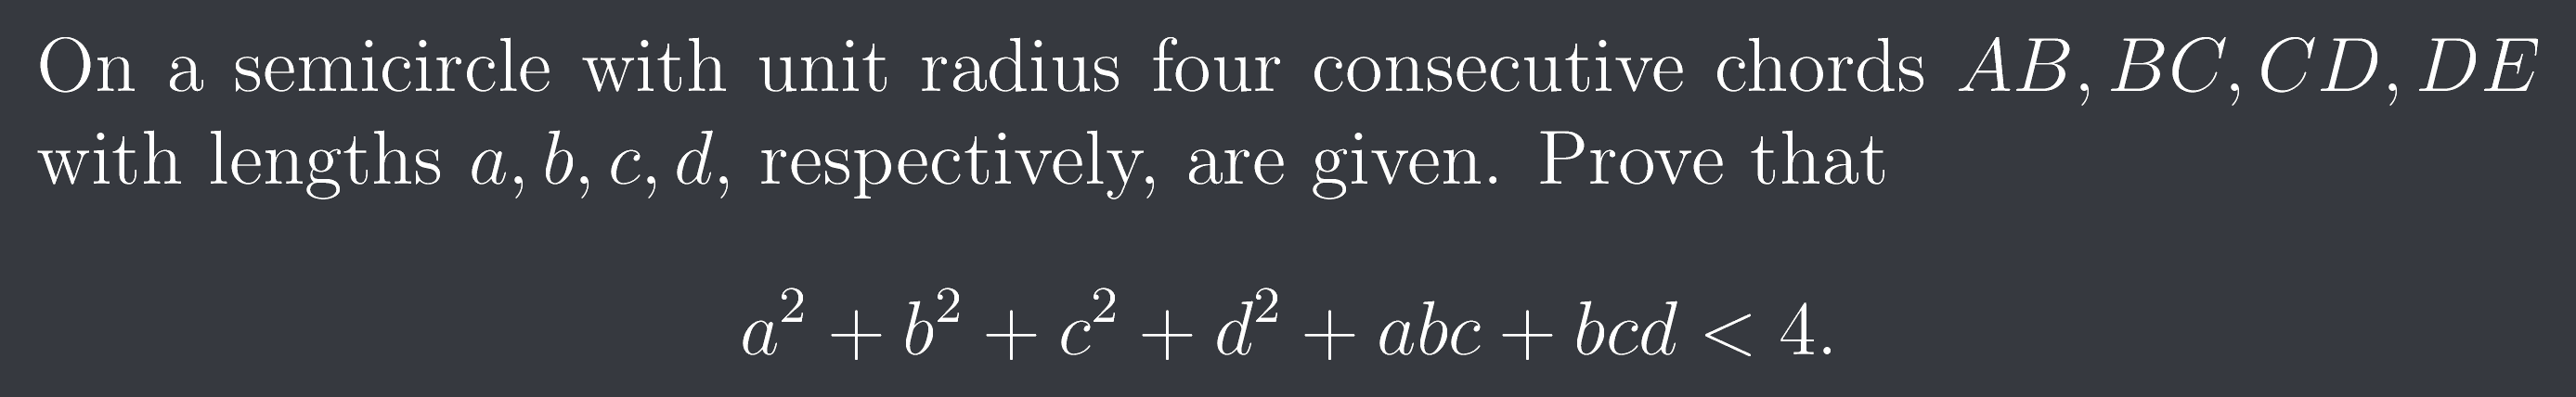 On a semicircle with unit radius four consecutive chords $AB, BC, CD, DE$
with lengths $a, b, c, d$, respectively, are given. Prove that
$a^2 + b^2 + c^2 + d^2 + abc + bcd < 4.$